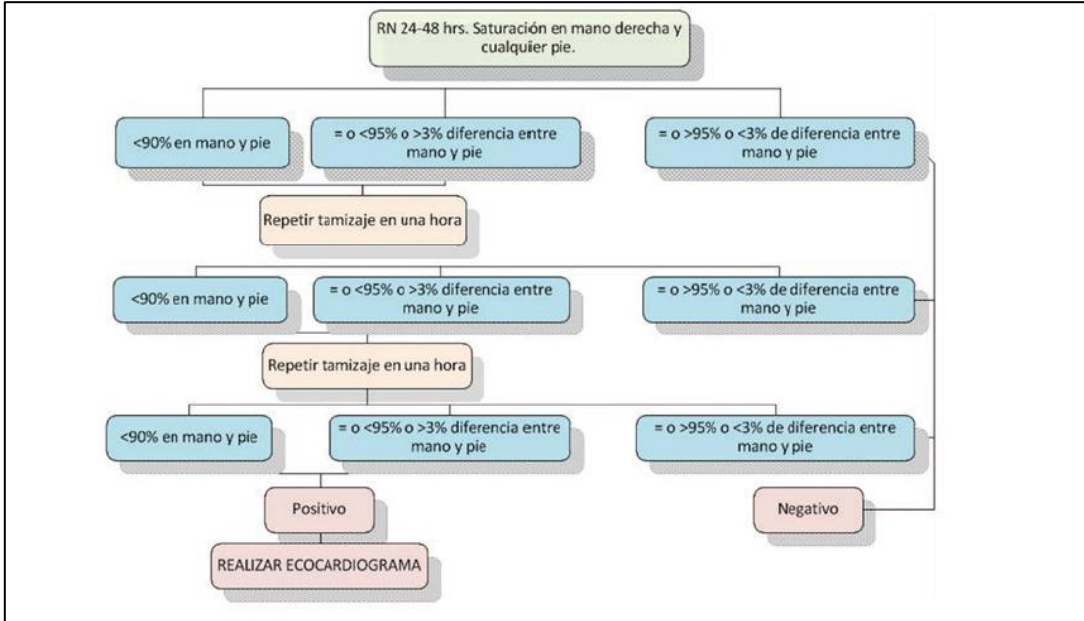 RN 24-48 hrs. Saturación en mano derecha y
cualquier pie.
<90% en mano y pie
= o <95% o >3% diferencia entre
mano y pie
= o >95% o <3% de diferencia entre
mano y pie
Repetir tamizaje en una hora
<90% en mano y pie
= o <95% o >3% diferencia entre
mano y pie
= o >95% o <3% de diferencia entre
mano y pie
Repetir tamizaje en una hora
<90% en mano y pie
= o <95% o >3% diferencia entre
mano y pie
= o >95% o <3% de diferencia entre
mano y pie
Positivo
Negativo
REALIZAR ECOCARDIOGRAMA